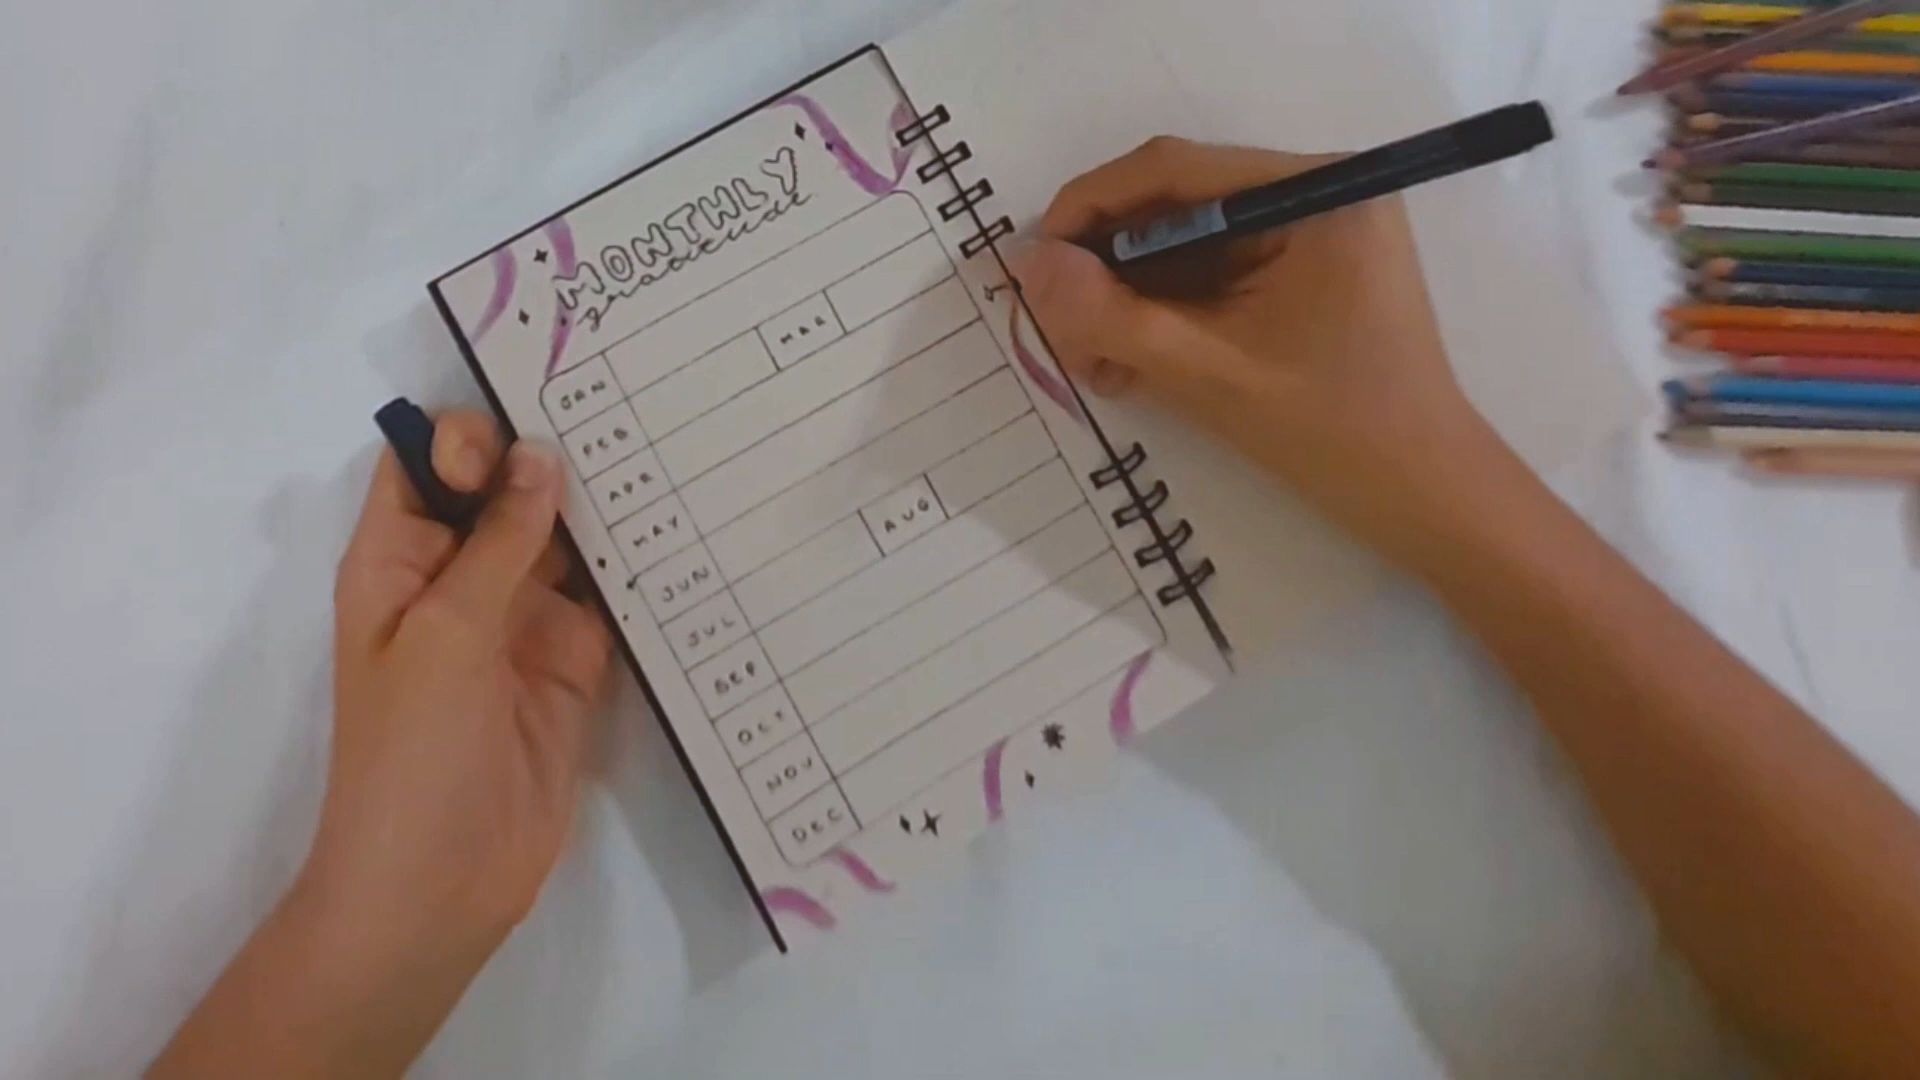 MONTHLY
gratitude
JAN
FEB
MAR
APR
MAY
JUN
JUL
AUG
SEP
OCT
NOV
DEC